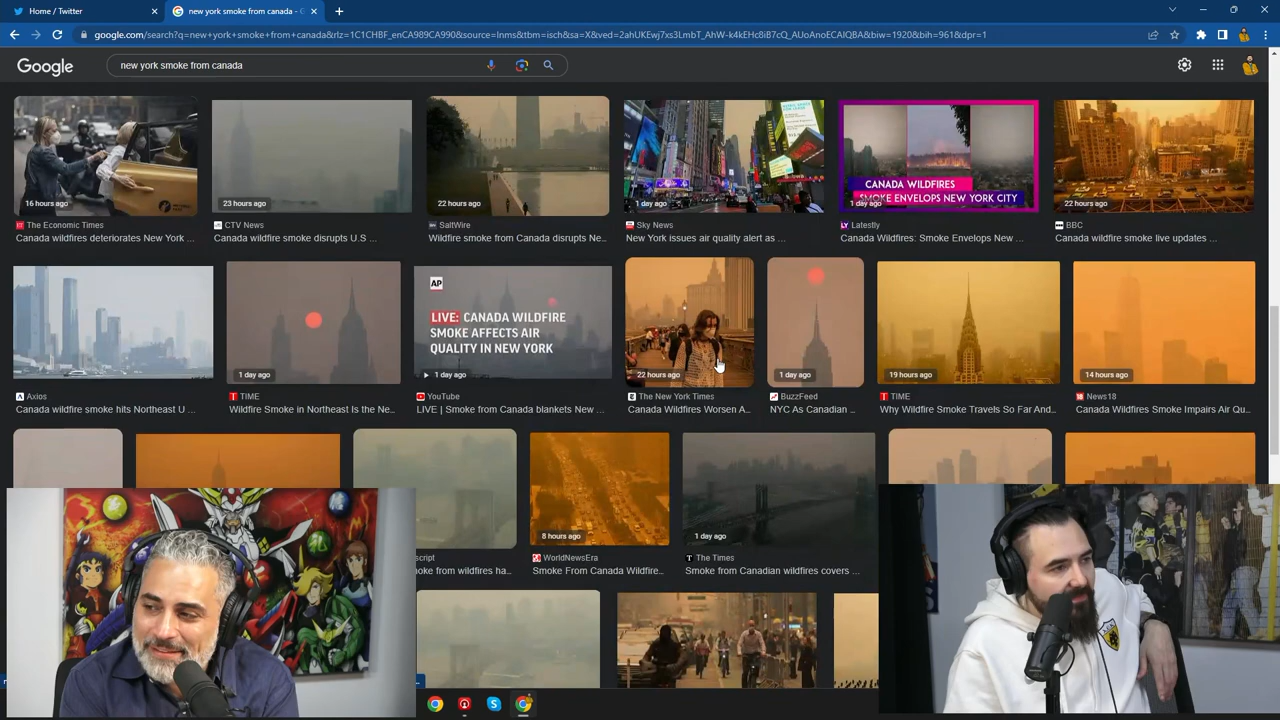 Home / Twitter
new york smoke from canada - G
google.com/search?q=new+york+smoke+from+canada&rlz=1C1CHBF_enCA989CA990&source=lnms&tbm=isch&sa=X&ved=2ahUKEwj7xs3LmbT_AhW-k4kEHc8iB7cQ_AUoAnoECAIQBA&biw=1920&bih=961&dpr=1
Google
new york smoke from canada
16 hours ago
23 hours ago
22 hours ago
1 day ago
CANADA WILDFIRES
SMOKE ENVELOPS NEW YORK CITY
1 day ago
22 hours ago
The Economic Times
CTV News
SaltWire
Sky News
Latestly
BBC
Canada wildfires deteriorates New York ...
Canada wildfire smoke disrupts U.S ...
Wildfire smoke from Canada disrupts Ne...
New York issues air quality alert as ...
Canada Wildfires: Smoke Envelops New ...
Canada wildfire smoke live updates ...
AP
LIVE: CANADA WILDFIRE
SMOKE AFFECTS AIR
QUALITY IN NEW YORK
1 day ago
1 day ago
22 hours ago
1 day ago
19 hours ago
14 hours ago
Axios
TIME
YouTube
The New York Times
BuzzFeed
TIME
News18
Canada wildfire smoke hits Northeast U ...
Wildfire Smoke in Northeast Is the Ne...
LIVE | Smoke from Canada blankets New ...
Canada Wildfires Worsen A...
NYC As Canadian ...
Why Wildfire Smoke Travels So Far And...
Canada Wildfires Smoke Impairs Air Qu...
8 hours ago
1 day ago
script
WorldNewsEra
The Times
oke from wildfires ha...
Smoke From Canada Wildfire...
Smoke from Canadian wildfires covers ...